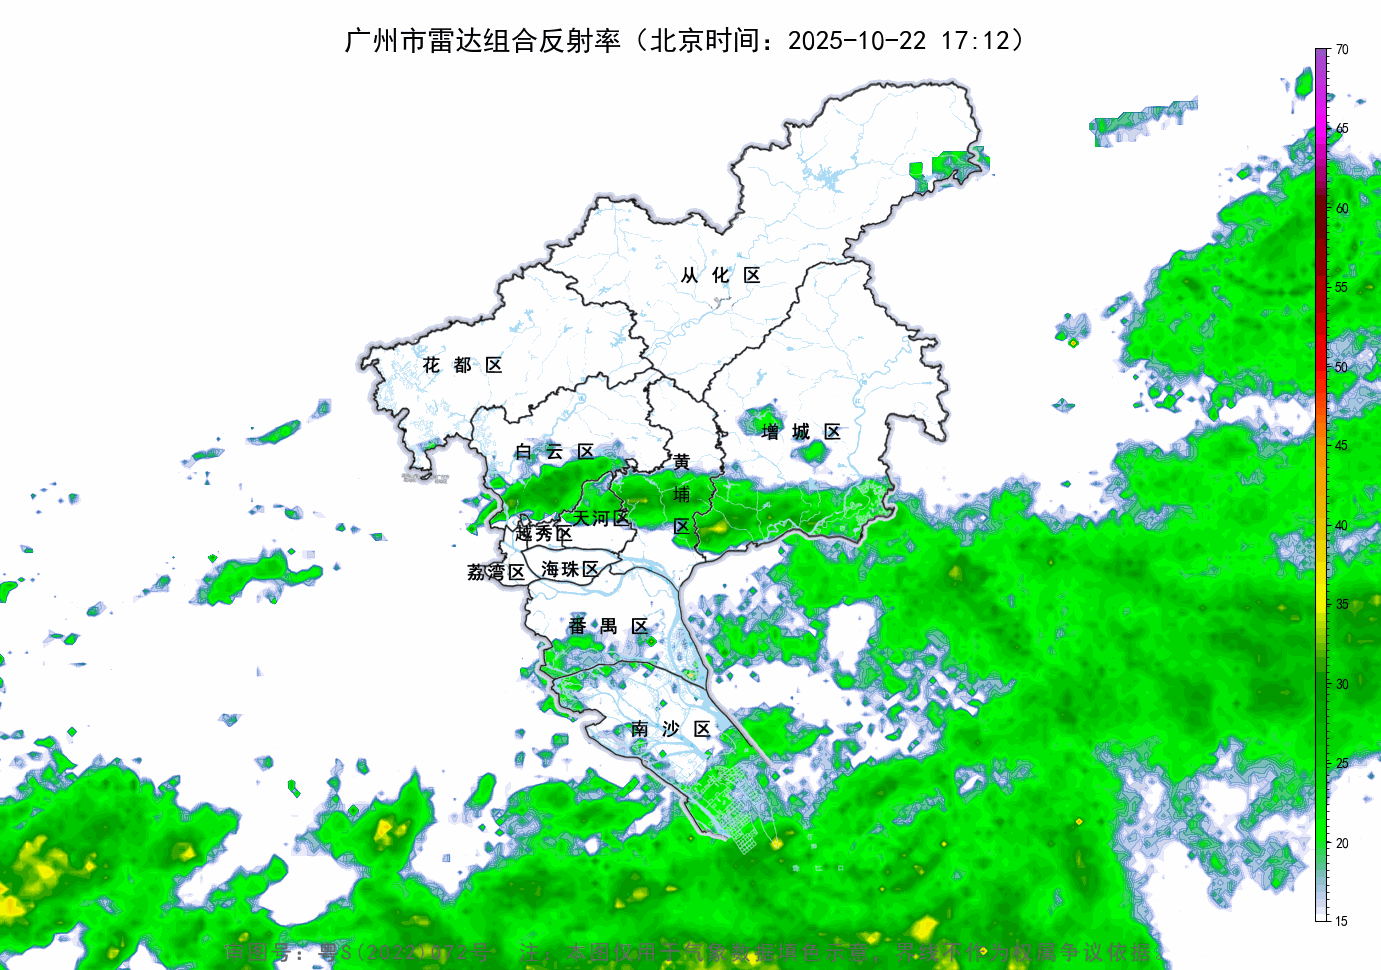 广州市雷达组合反射率（北京时间：2025-10-22 17:12）
70
65
60
55
50
45
40
35
30
25
20
15
从化区
花都区
增城区
白云区
黄埔区
天河区
越秀区
荔湾区
海珠区
番禺区
南沙区
珠江口
审图号：粤S(2022)072号  注：本图仅用于气象数据填色示意，界线不作为权属争议依据。